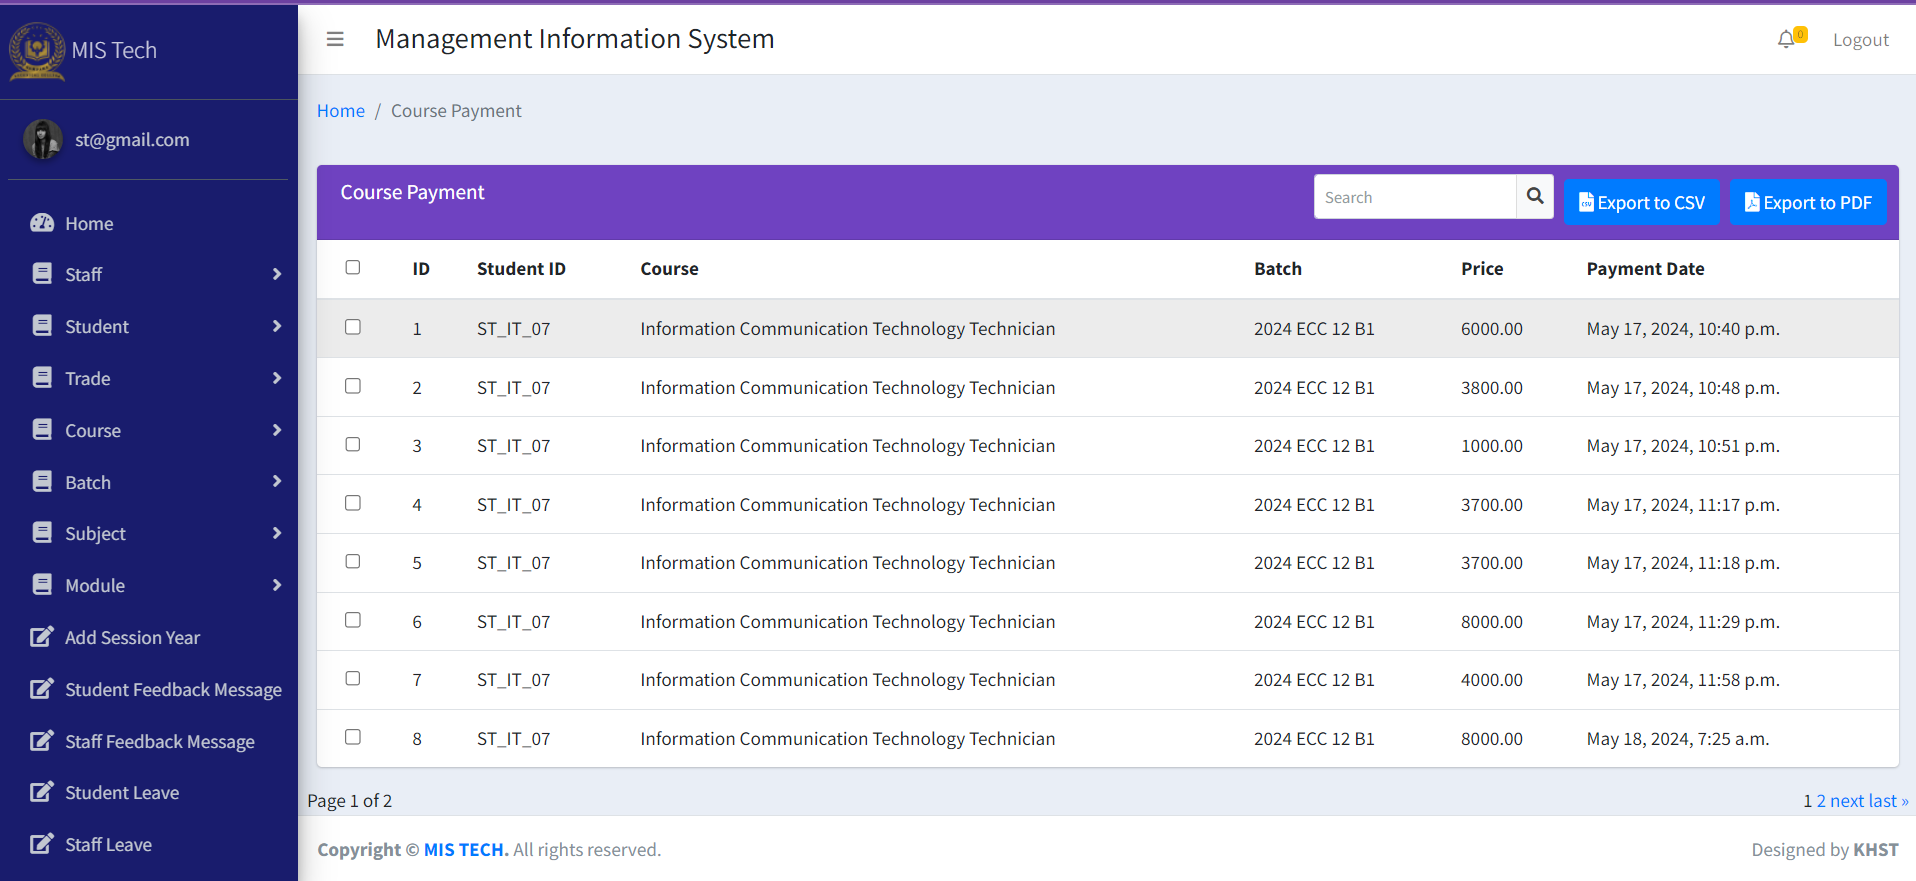 MIS Tech
st@gmail.com
Home
Staff
Student
Trade
Course
Batch
Subject
Module
Add Session Year
Student Feedback Message
Staff Feedback Message
Student Leave
Staff Leave
Management Information System
0
Logout
Home / Course Payment
Course Payment
Search
Export to CSV
Export to PDF
ID Student ID Course Batch Price Payment Date
1 ST_IT_07 Information Communication Technology Technician 2024 ECC 12 B1 6000.00 May 17, 2024, 10:40 p.m.
2 ST_IT_07 Information Communication Technology Technician 2024 ECC 12 B1 3800.00 May 17, 2024, 10:48 p.m.
3 ST_IT_07 Information Communication Technology Technician 2024 ECC 12 B1 1000.00 May 17, 2024, 10:51 p.m.
4 ST_IT_07 Information Communication Technology Technician 2024 ECC 12 B1 3700.00 May 17, 2024, 11:17 p.m.
5 ST_IT_07 Information Communication Technology Technician 2024 ECC 12 B1 3700.00 May 17, 2024, 11:18 p.m.
6 ST_IT_07 Information Communication Technology Technician 2024 ECC 12 B1 8000.00 May 17, 2024, 11:29 p.m.
7 ST_IT_07 Information Communication Technology Technician 2024 ECC 12 B1 4000.00 May 17, 2024, 11:58 p.m.
8 ST_IT_07 Information Communication Technology Technician 2024 ECC 12 B1 8000.00 May 18, 2024, 7:25 a.m.
Page 1 of 2
1 2 next last »
Copyright © MIS TECH. All rights reserved.
Designed by KHST